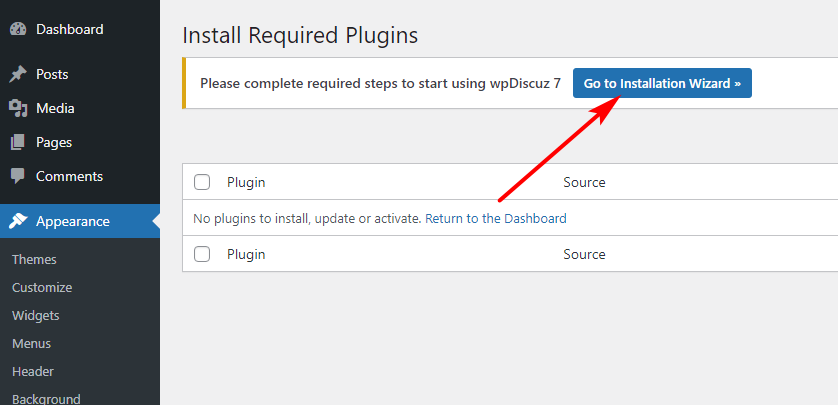 Dashboard
Posts
Media
Pages
Comments
Appearance
Themes
Customize
Widgets
Menus
Header
Background
Install Required Plugins
Please complete required steps to start using wpDiscuz 7 Go to Installation Wizard »
Plugin Source
No plugins to install, update or activate. Return to the Dashboard
Plugin Source